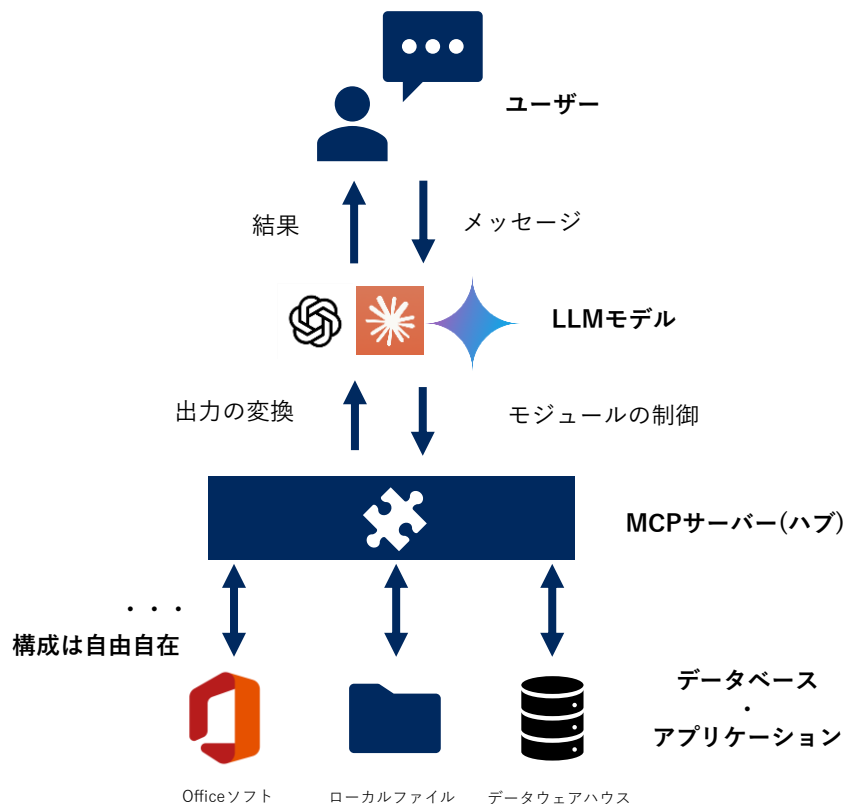 ユーザー
結果
メッセージ
LLMモデル
出力の変換
モジュールの制御
MCPサーバー(ハブ)
・・・
構成は自由自在
データベース
・
アプリケーション
Officeソフト
ローカルファイル
データウェアハウス